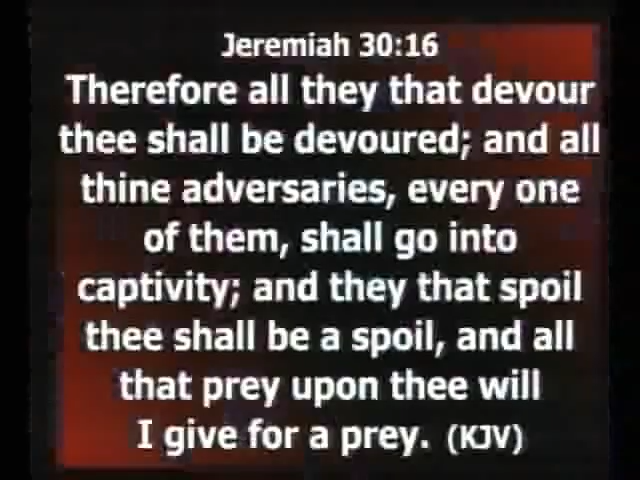 Jeremiah 30:16
Therefore all they that devour
thee shall be devoured; and all
thine adversaries, every one
of them, shall go into
captivity; and they that spoil
thee shall be a spoil, and all
that prey upon thee will
I give for a prey. (KJV)